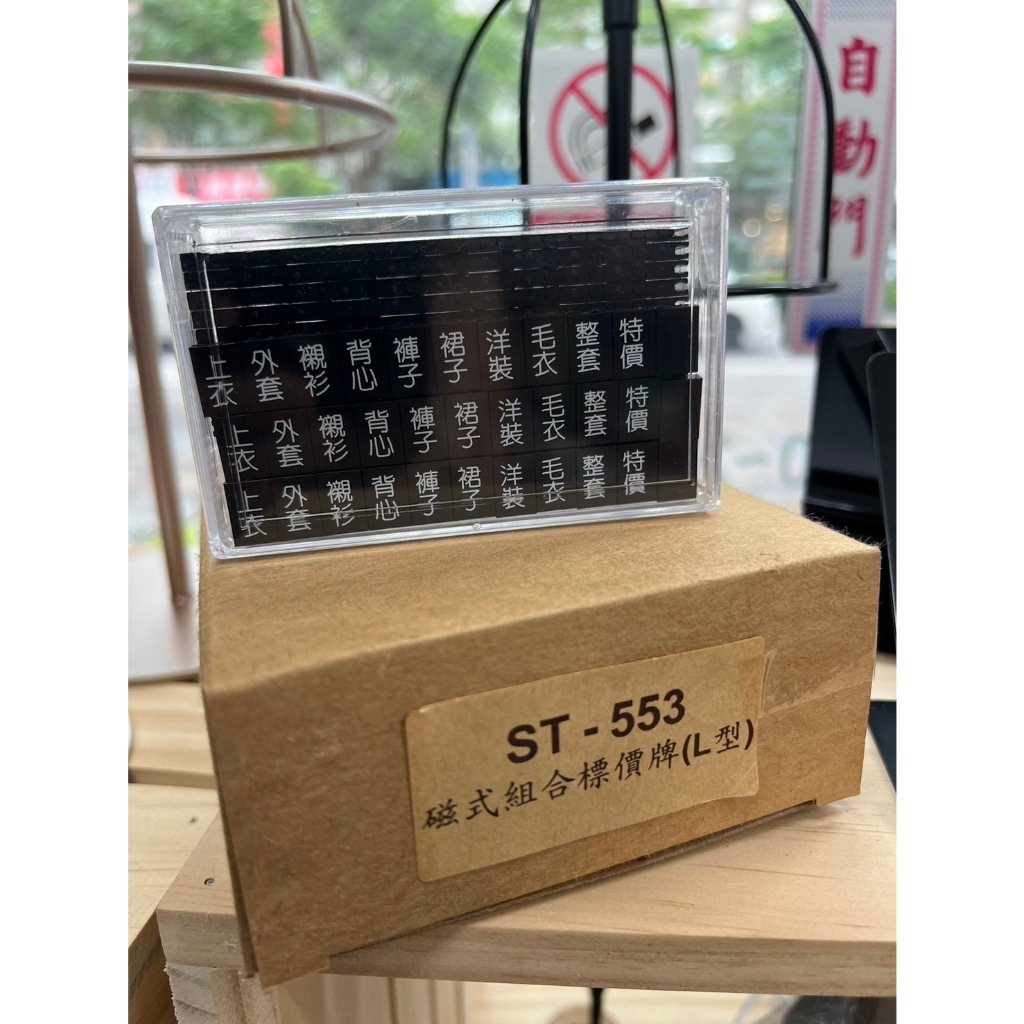 自動門
上衣 外套 襯衫 背心 褲子 裙子 洋裝 毛衣 整套 特價
上衣 外套 襯衫 背心 褲子 裙子 洋裝 毛衣 整套 特價
上衣 外套 襯衫 背心 褲子 裙子 洋裝 毛衣 整套 特價
ST - 553
磁式組合標價牌(L型)